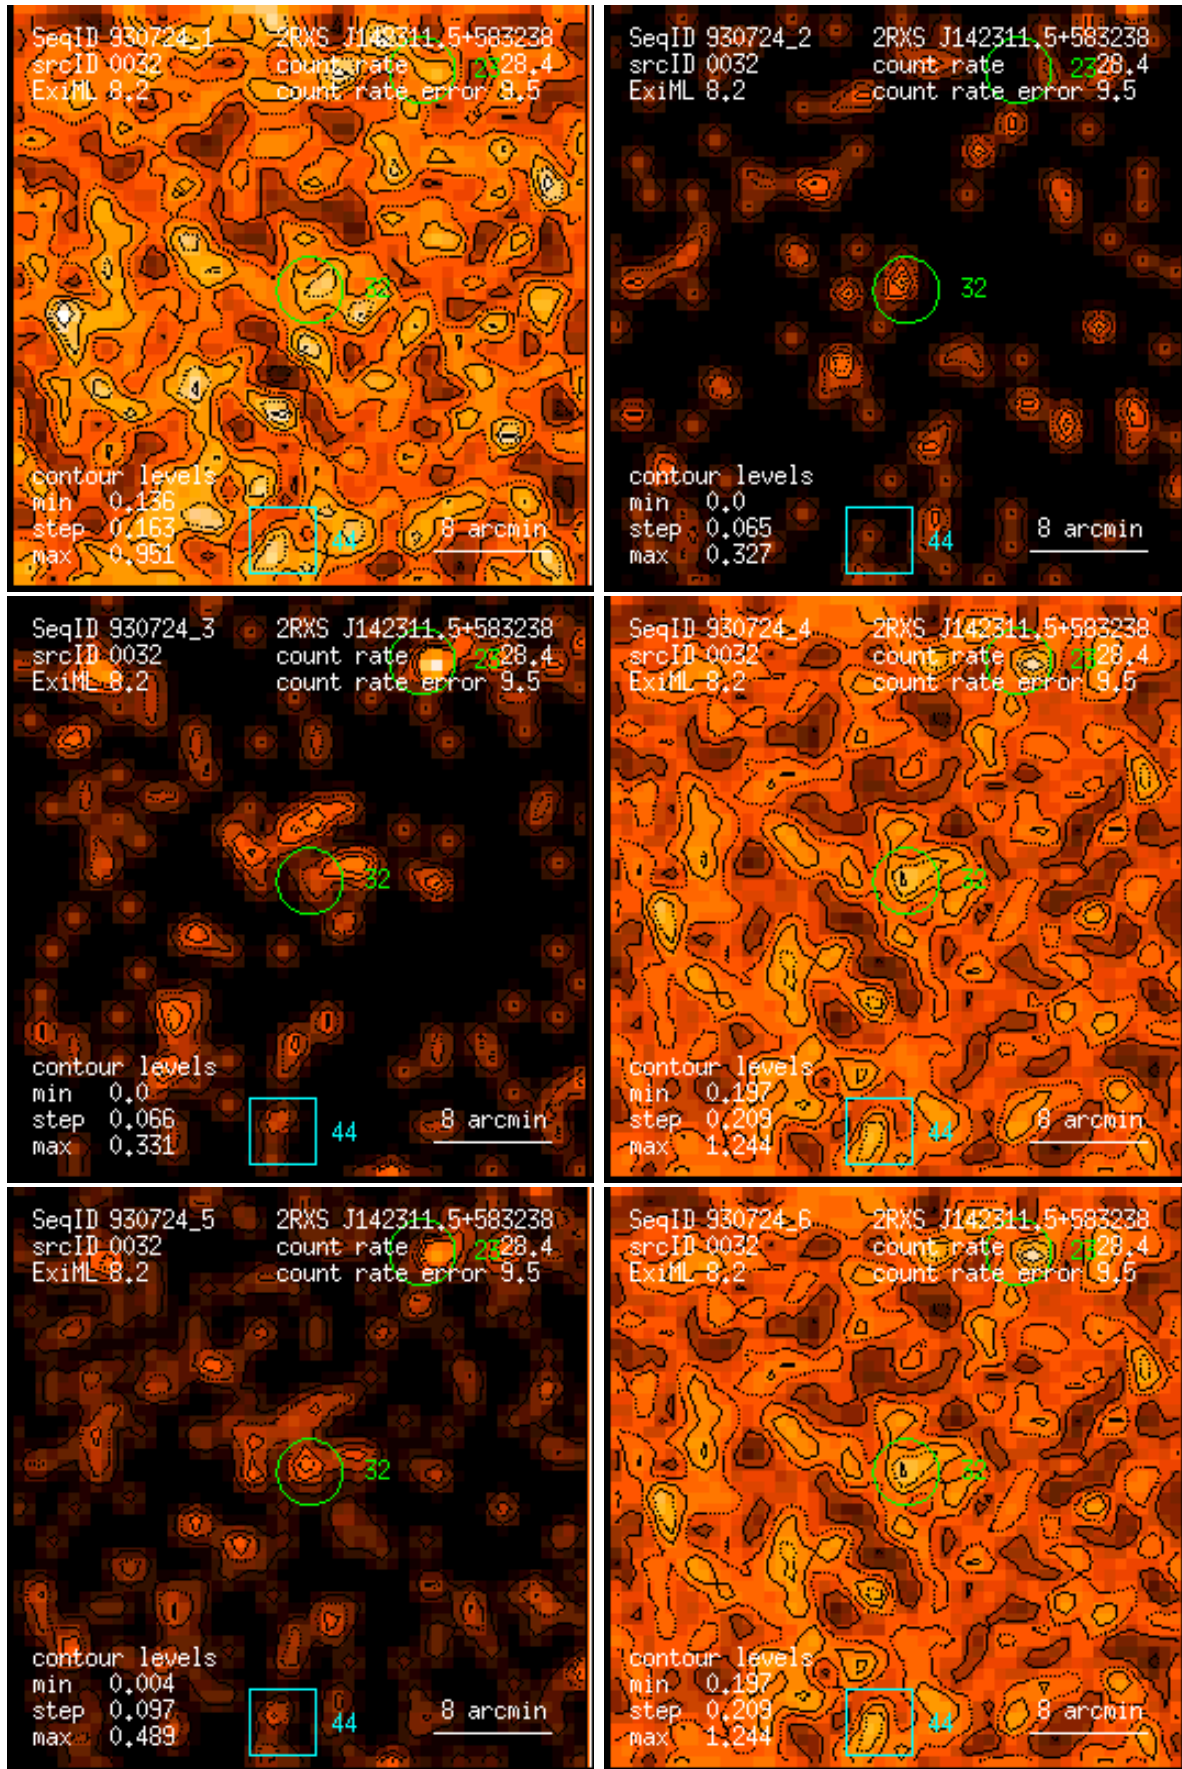 SeqID 930724_1 2RXS J142311.5+583238
srcID 0032 count rate 28.4
23
ExiML 8.2 count rate error 9.5
32
contour levels
min 0.136
step 0.163
max 0.951
44
8 arcmin
SeqID 930724_2 2RXS J142311.5+583238
srcID 0032 count rate 28.4
23
ExiML 8.2 count rate error 9.5
32
contour levels
min 0.0
step 0.065
max 0.327
44
8 arcmin
SeqID 930724_3 2RXS J142311.5+583238
srcID 0032 count rate 28.4
23
ExiML 8.2 count rate error 9.5
32
contour levels
min 0.0
step 0.066
max 0.331
44
8 arcmin
SeqID 930724_4 2RXS J142311.5+583238
srcID 0032 count rate 28.4
23
ExiML 8.2 count rate error 9.5
32
contour levels
min 0.197
step 0.209
max 1.244
44
8 arcmin
SeqID 930724_5 2RXS J142311.5+583238
srcID 0032 count rate 28.4
23
ExiML 8.2 count rate error 9.5
32
contour levels
min 0.004
step 0.097
max 0.489
44
8 arcmin
SeqID 930724_6 2RXS J142311.5+583238
srcID 0032 count rate 28.4
23
ExiML 8.2 count rate error 9.5
32
contour levels
min 0.197
step 0.209
max 1.244
44
8 arcmin